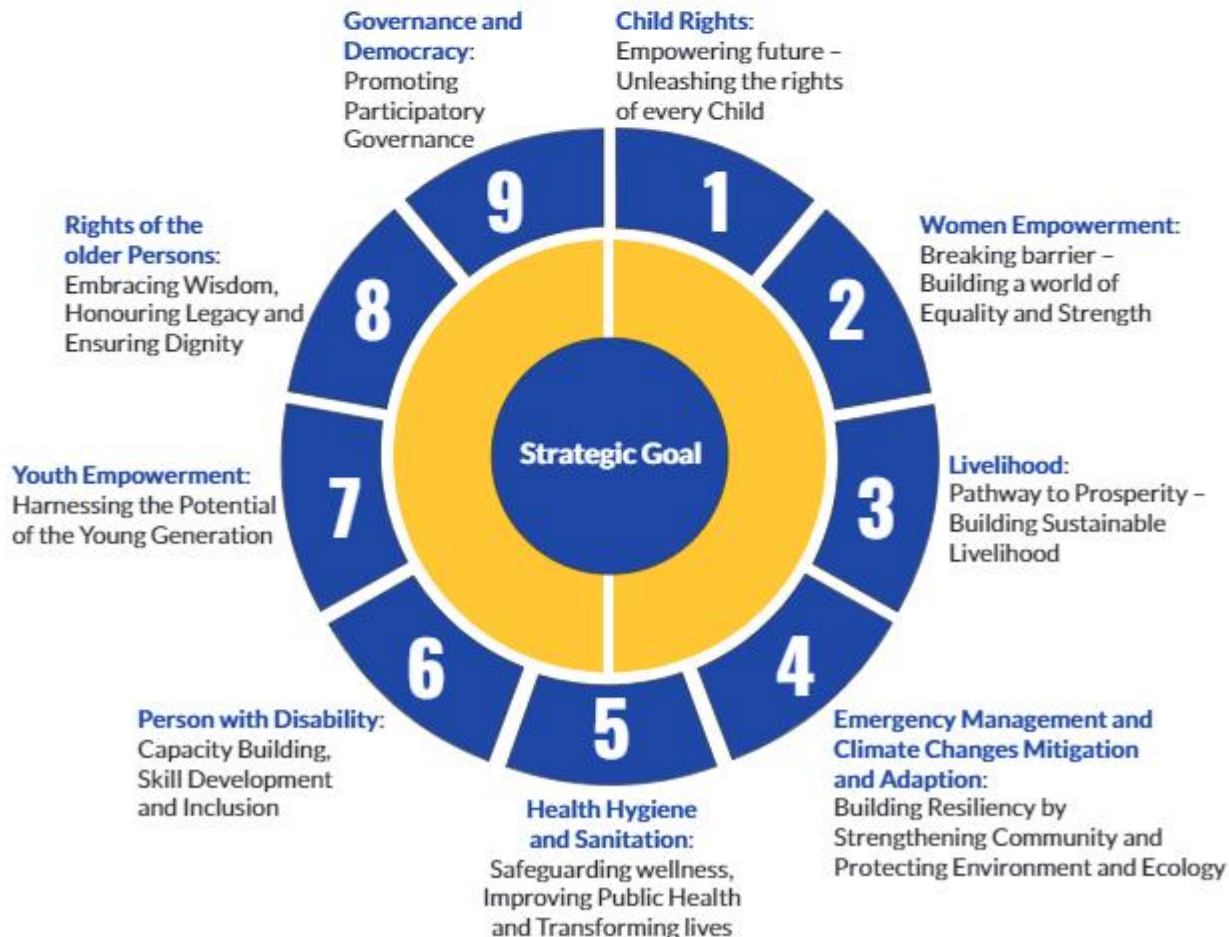 Strategic Goal
1
Child Rights:
Empowering future –
Unleashing the rights
of every Child
2
Women Empowerment:
Breaking barrier –
Building a world of
Equality and Strength
3
Livelihood:
Pathway to Prosperity –
Building Sustainable
Livelihood
4
Emergency Management and
Climate Changes Mitigation
and Adaption:
Building Resiliency by
Strengthening Community and
Protecting Environment and Ecology
5
Health Hygiene
and Sanitation:
Safeguarding wellness,
Improving Public Health
and Transforming lives
6
Person with Disability:
Capacity Building,
Skill Development
and Inclusion
7
Youth Empowerment:
Harnessing the Potential
of the Young Generation
8
Rights of the
older Persons:
Embracing Wisdom,
Honouring Legacy and
Ensuring Dignity
9
Governance and
Democracy:
Promoting
Participatory
Governance